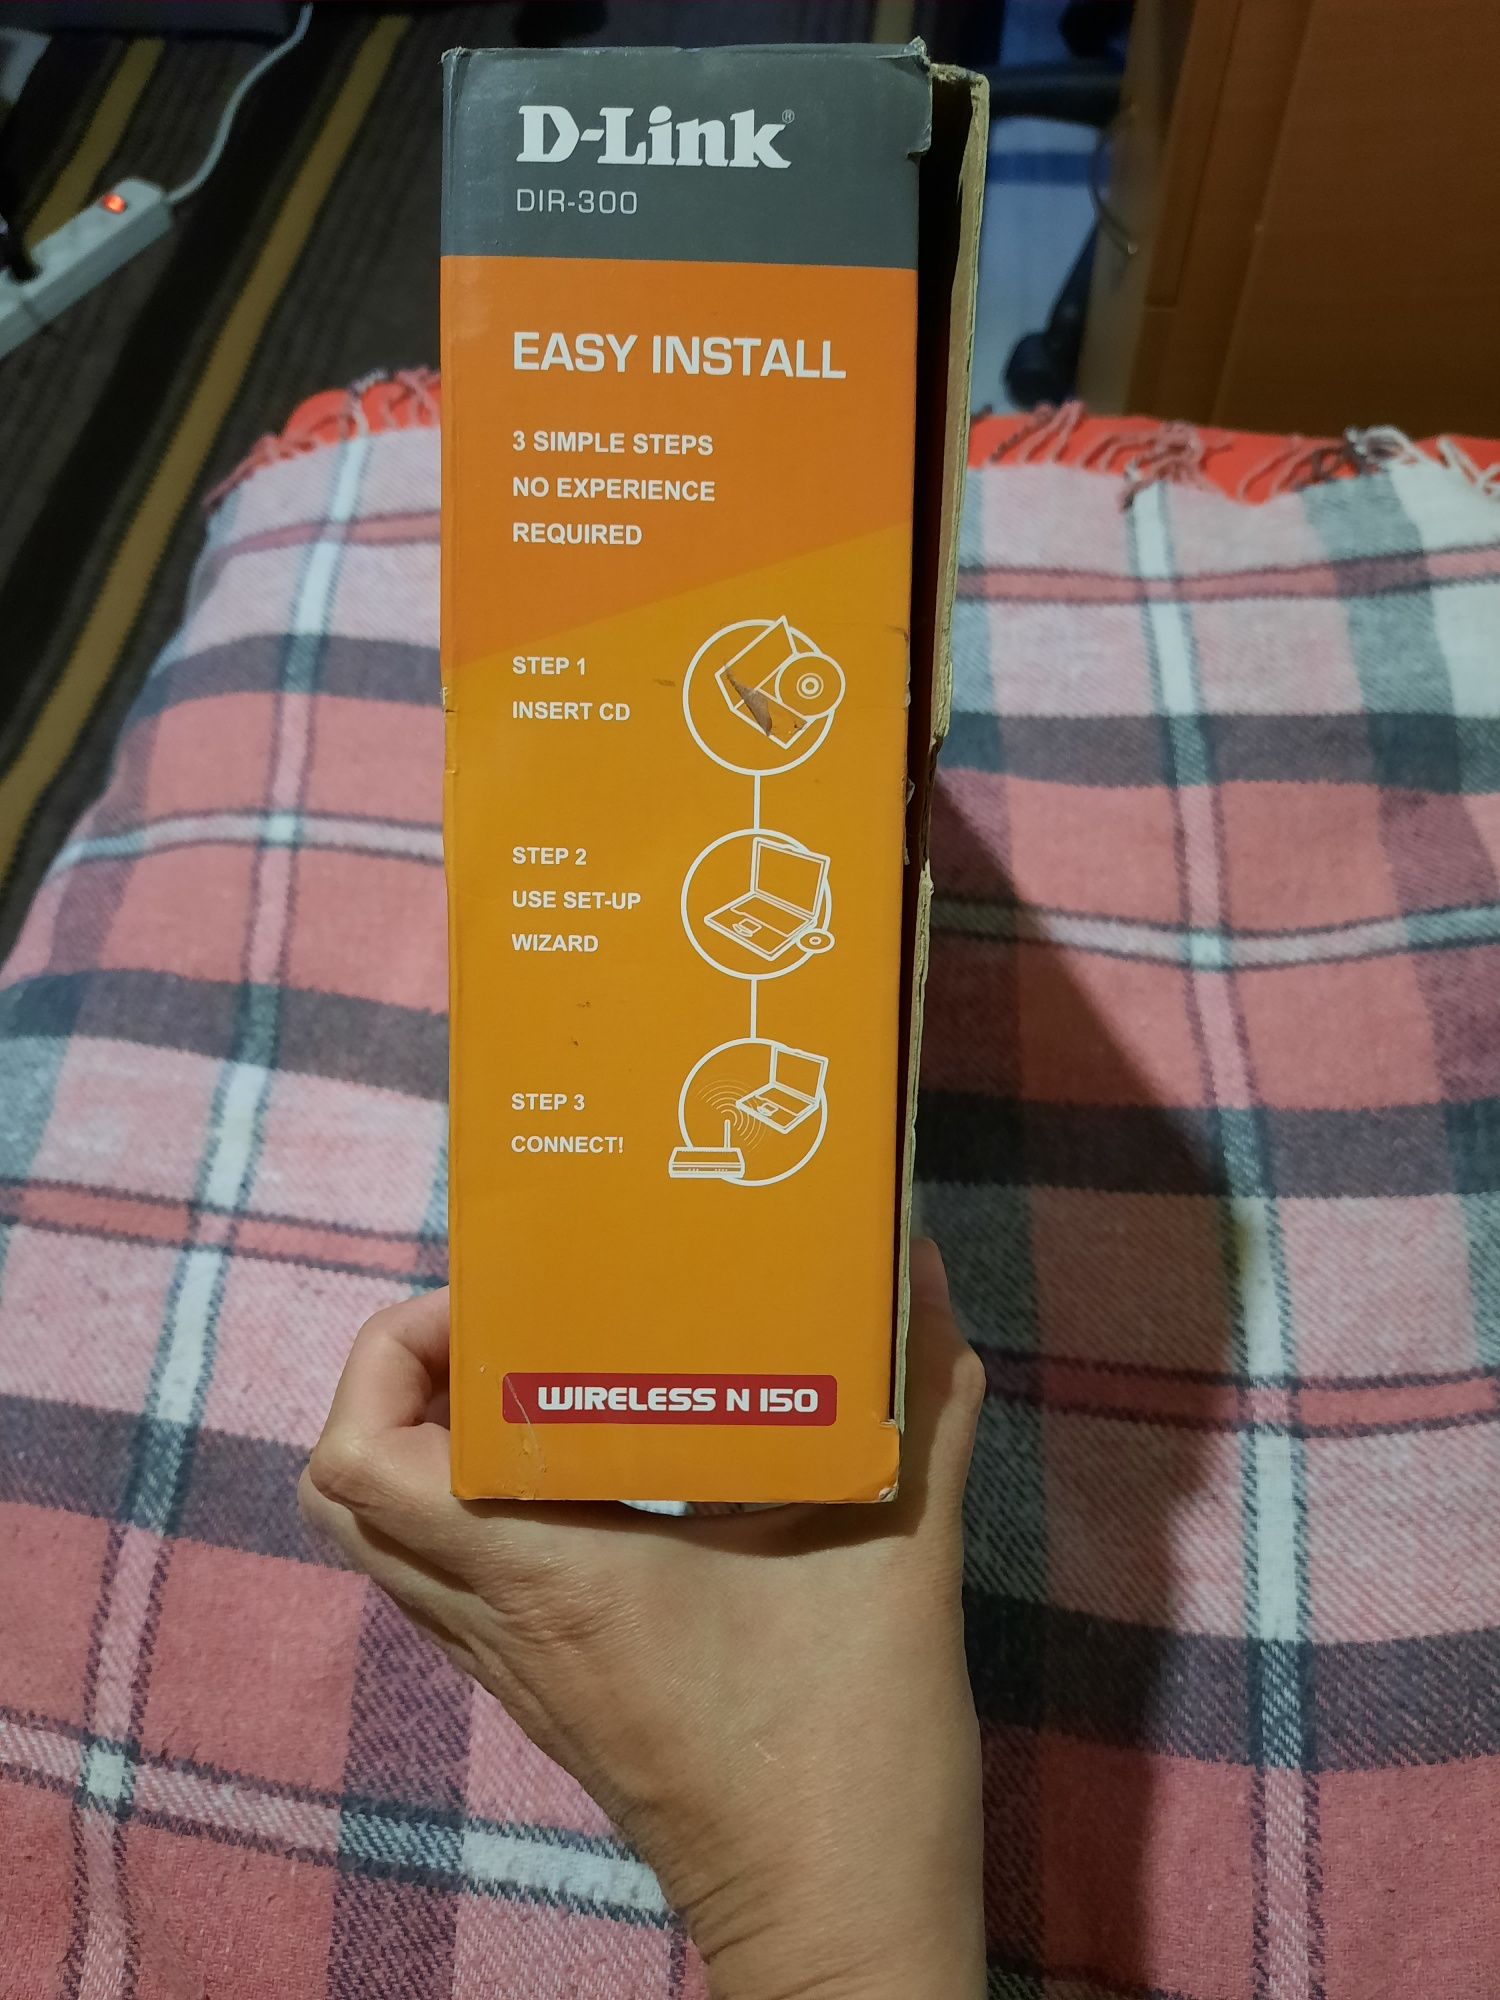 D-Link®
DIR-300
EASY INSTALL
3 SIMPLE STEPS
NO EXPERIENCE
REQUIRED
STEP 1
INSERT CD
STEP 2
USE SET-UP
WIZARD
STEP 3
CONNECT!
WIRELESS N 150